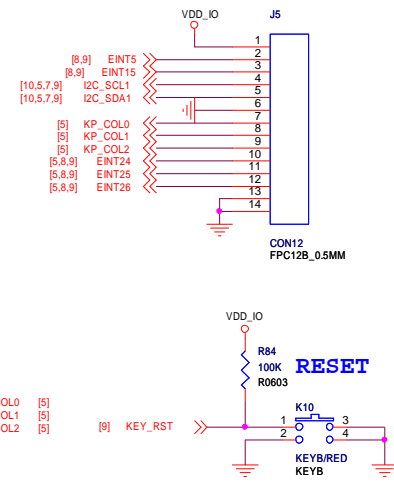 VDD_IO J5
1
[8,9] EINT5 2
[8,9] EINT15 3
[10,5,7,9] I2C_SCL1 4
[10,5,7,9] I2C_SDA1 5
6
[5] KP_COL0 7
[5] KP_COL1 8
[5] KP_COL2 9
[5,8,9] EINT24 10
[5,8,9] EINT25 11
[5,8,9] EINT26 12
13
14
CON12
FPC12B_0.5MM
VDD_IO
R84
100K RESET
R0603
OL0 [5]
OL1 [5]
OL2 [5]
[9] KEY_RST
K10
1 3
2 4
KEYB/RED
KEYB